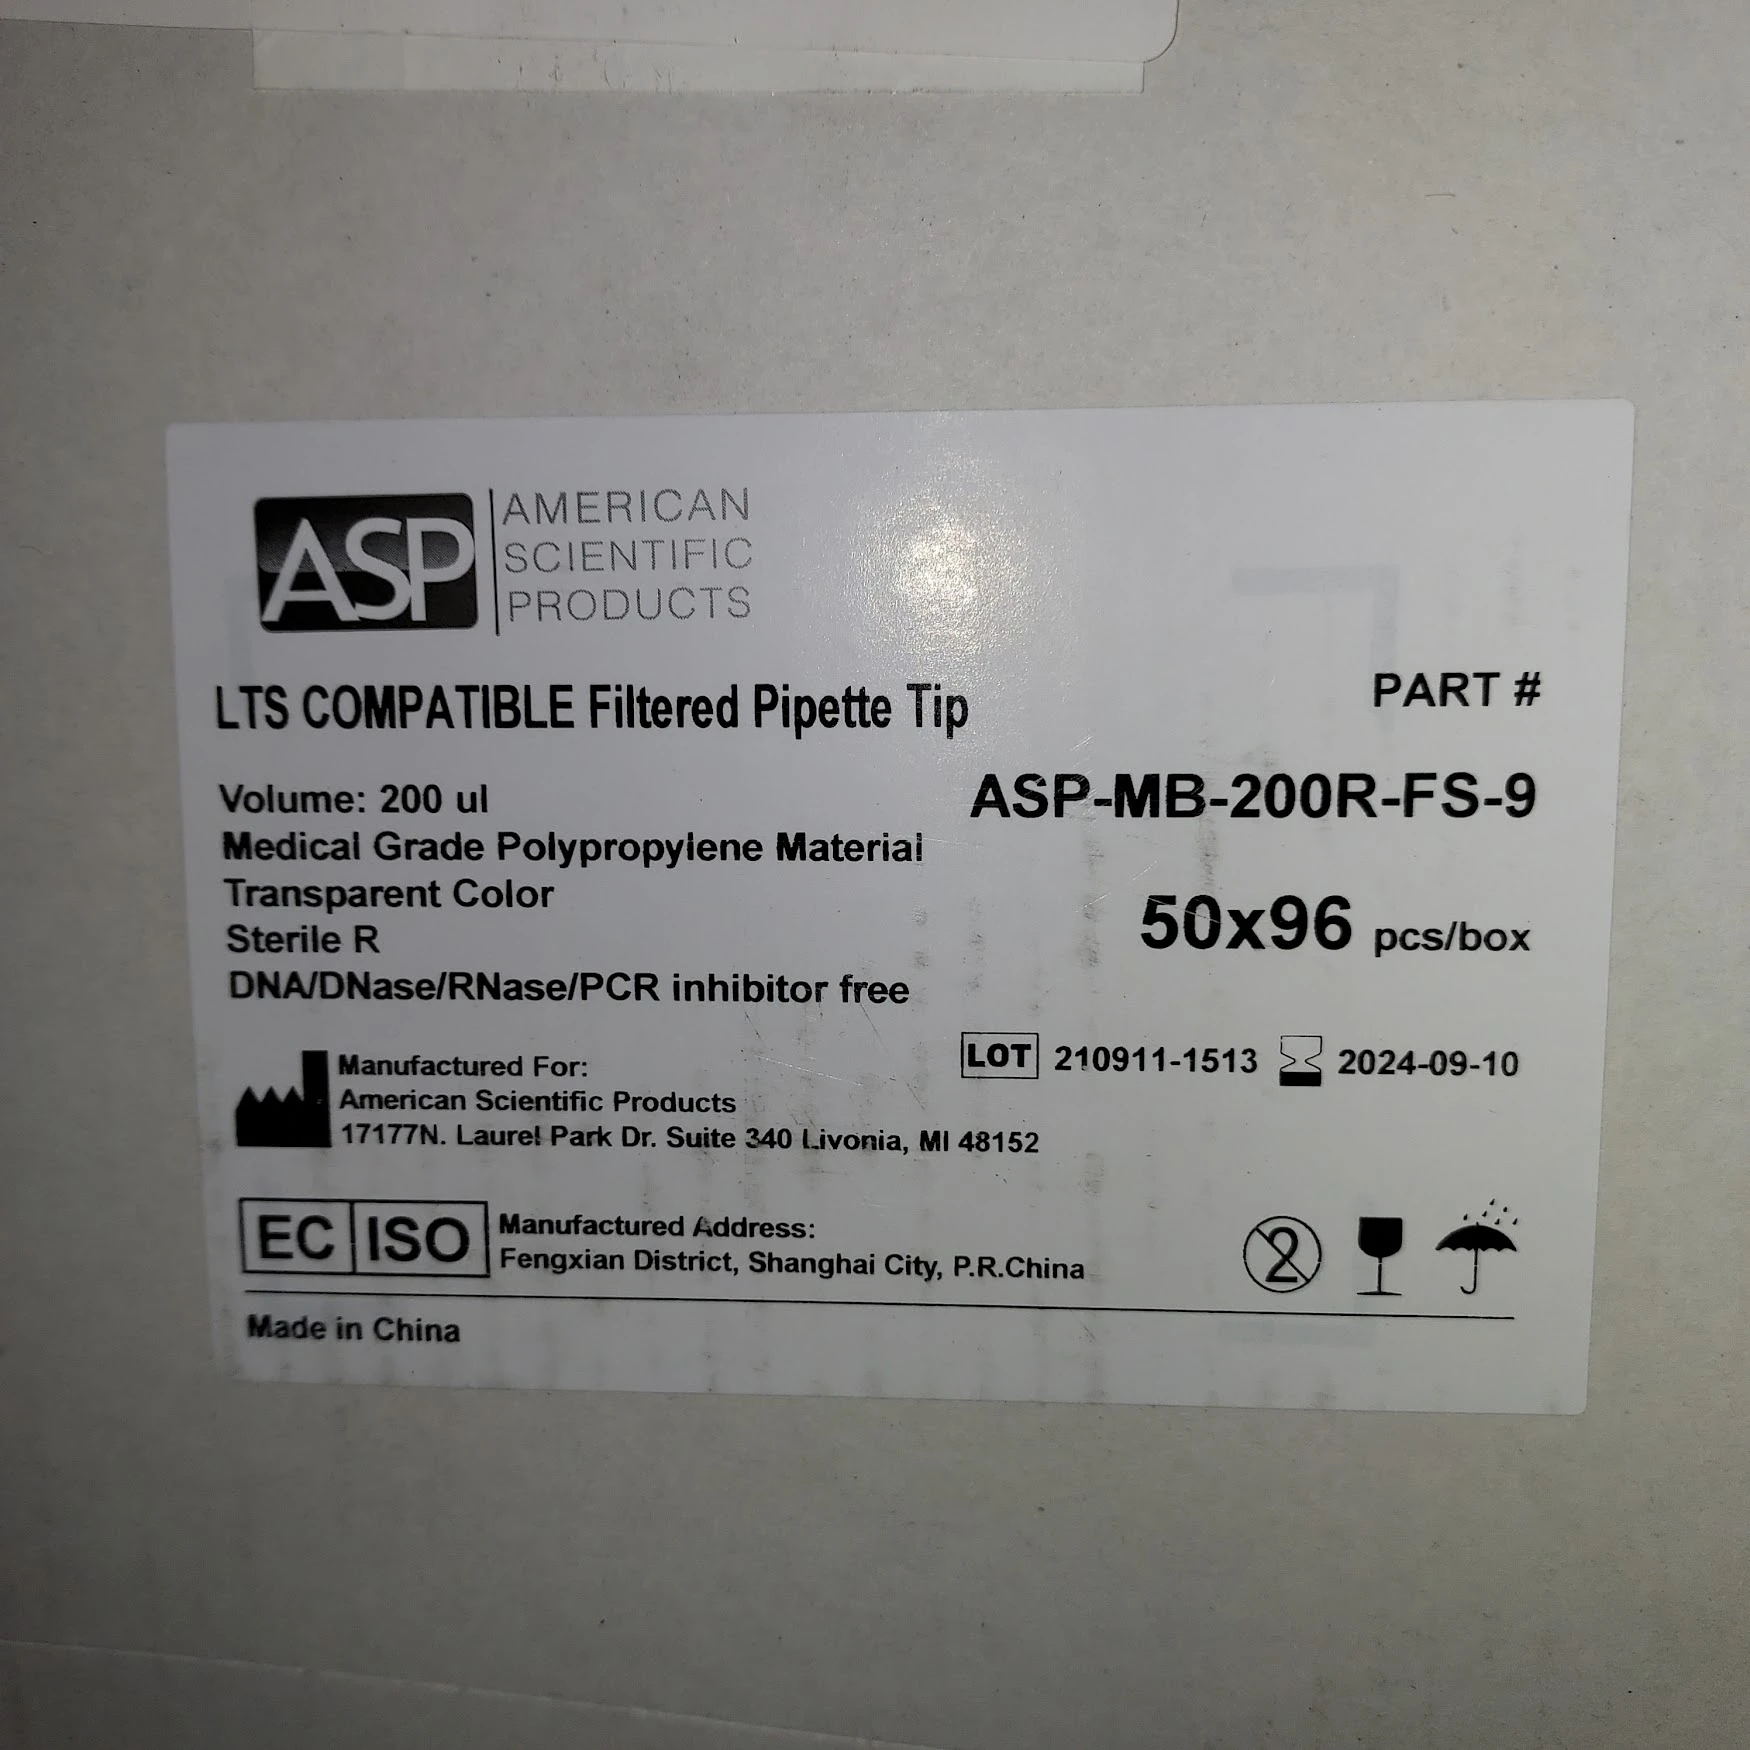 ASP
AMERICAN
SCIENTIFIC
PRODUCTS
LTS COMPATIBLE Filtered Pipette Tip
PART #
Volume: 200 ul
ASP-MB-200R-FS-9
Medical Grade Polypropylene Material
Transparent Color
50x96 pcs/box
Sterile R
DNA/DNase/RNase/PCR inhibitor free
LOT 210911-1513 2024-09-10
Manufactured For:
American Scientific Products
17177N. Laurel Park Dr. Suite 340 Livonia, MI 48152
EC ISO
Manufactured Address:
Fengxian District, Shanghai City, P.R.China
2
Made in China